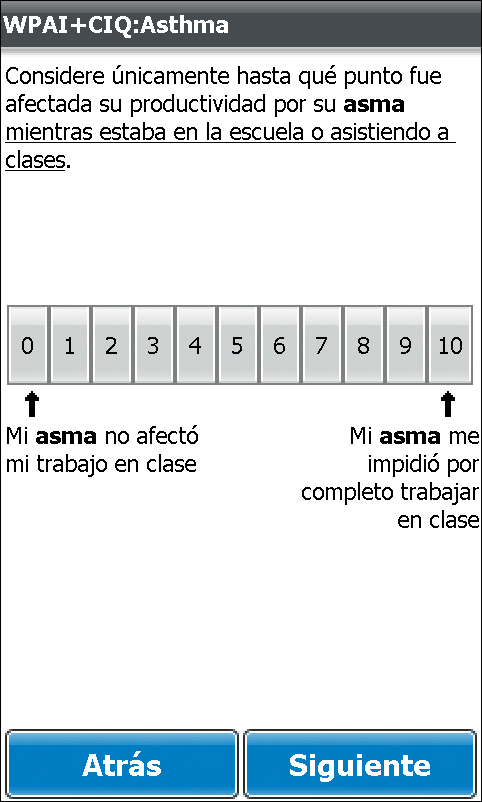 WPAI+CIQ:Asthma
Considere únicamente hasta qué punto fue
afectada su productividad por su asma
mientras estaba en la escuela o asistiendo a
clases.
0 1 2 3 4 5 6 7 8 9 10
Mi asma no afectó
mi trabajo en clase
Mi asma me
impidió por
completo trabajar
en clase
Atrás
Siguiente